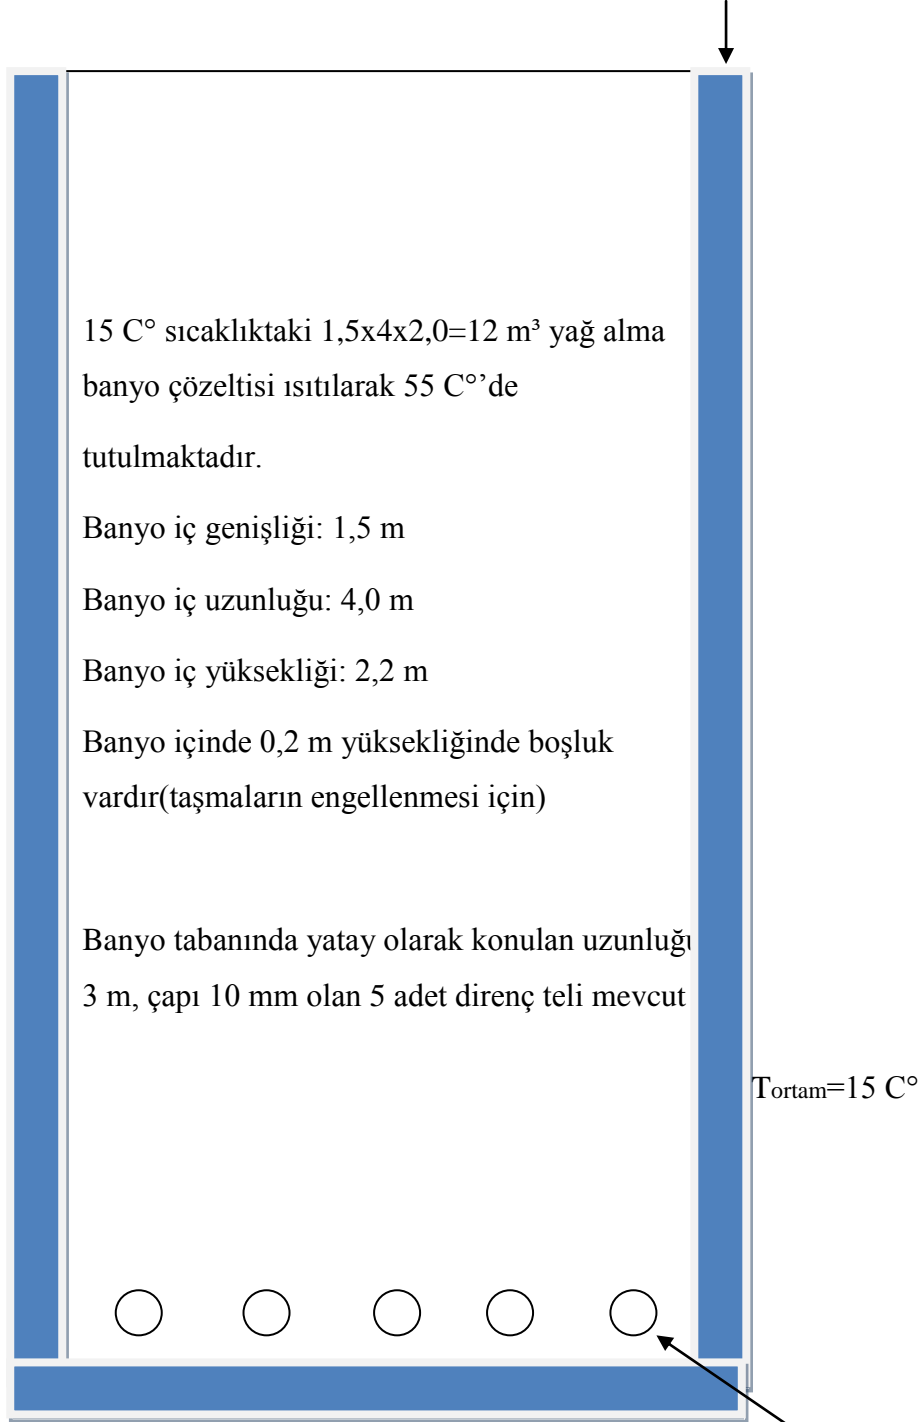 15 C° sıcaklıktaki 1,5x4x2,0=12 m³ yağ alma
banyo çözeltisi ısıtılarak 55 C°’de
tutulmaktadır.
Banyo iç genişliği: 1,5 m
Banyo iç uzunluğu: 4,0 m
Banyo iç yüksekliği: 2,2 m
Banyo içinde 0,2 m yüksekliğinde boşluk
vardır(taşmaların engellenmesi için)
Banyo tabanında yatay olarak konulan uzunluğu
3 m, çapı 10 mm olan 5 adet direnç teli mevcut
Tortam=15 C°